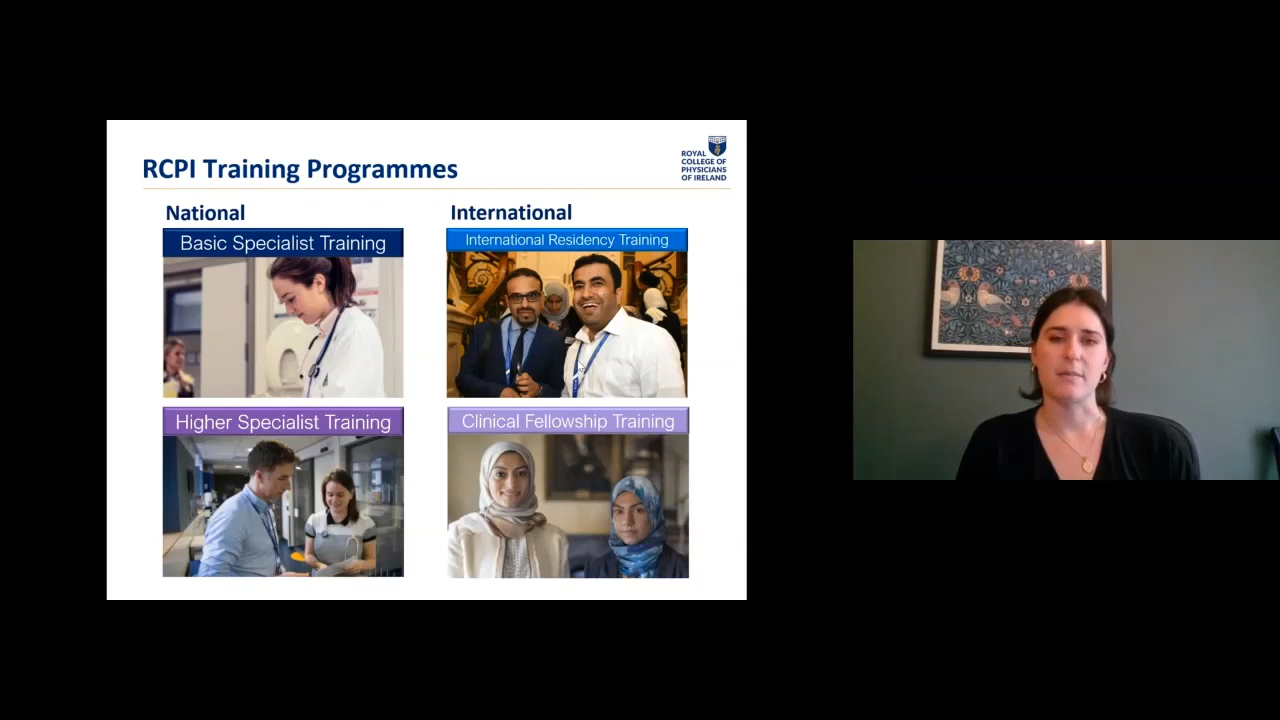 RCPI Training Programmes
ROYAL
COLLEGE OF
PHYSICIANS
OF IRELAND
National
International
Basic Specialist Training
International Residency Training
Higher Specialist Training
Clinical Fellowship Training